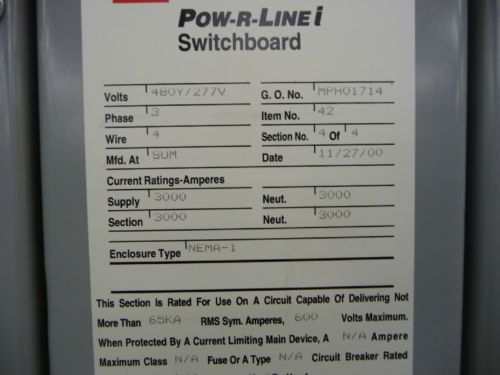 POW-R-LINE i
Switchboard
Volts 480Y/277V G. O. No. MPH01714
Phase 3 Item No. 42
Wire 4 Section No. 4 Of 4
Mfd. At SUM Date 11/27/00
Current Ratings-Amperes
Supply 3000 Neut. 3000
Section 3000 Neut. 3000
Enclosure Type NEMA-1
This Section Is Rated For Use On A Circuit Capable Of Delivering Not
More Than 65KA RMS Sym. Amperes, 600 Volts Maximum.
When Protected By A Current Limiting Main Device, A N/A Ampere
Maximum Class N/A Fuse Or A Type N/A Circuit Breaker Rated